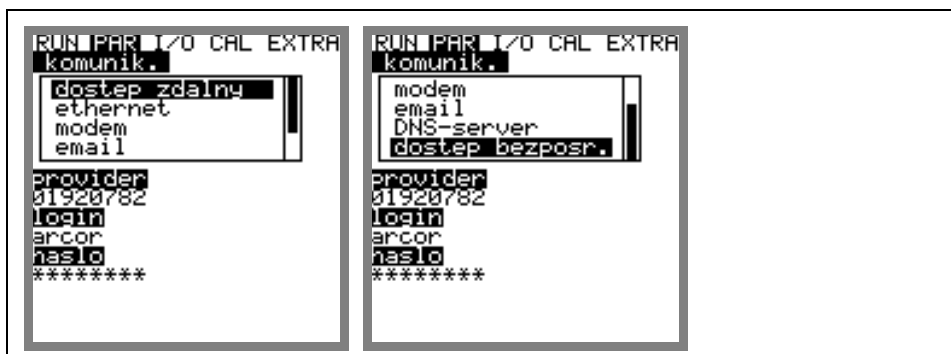 RUN PAR I/O CAL EXTRA
komunik.
dostep zdalny
ethernet
modem
email
provider
01920782
login
arcor
haslo
********
RUN PAR I/O CAL EXTRA
komunik.
modem
email
DNS-server
dostep bezposr.
provider
01920782
login
arcor
haslo
********